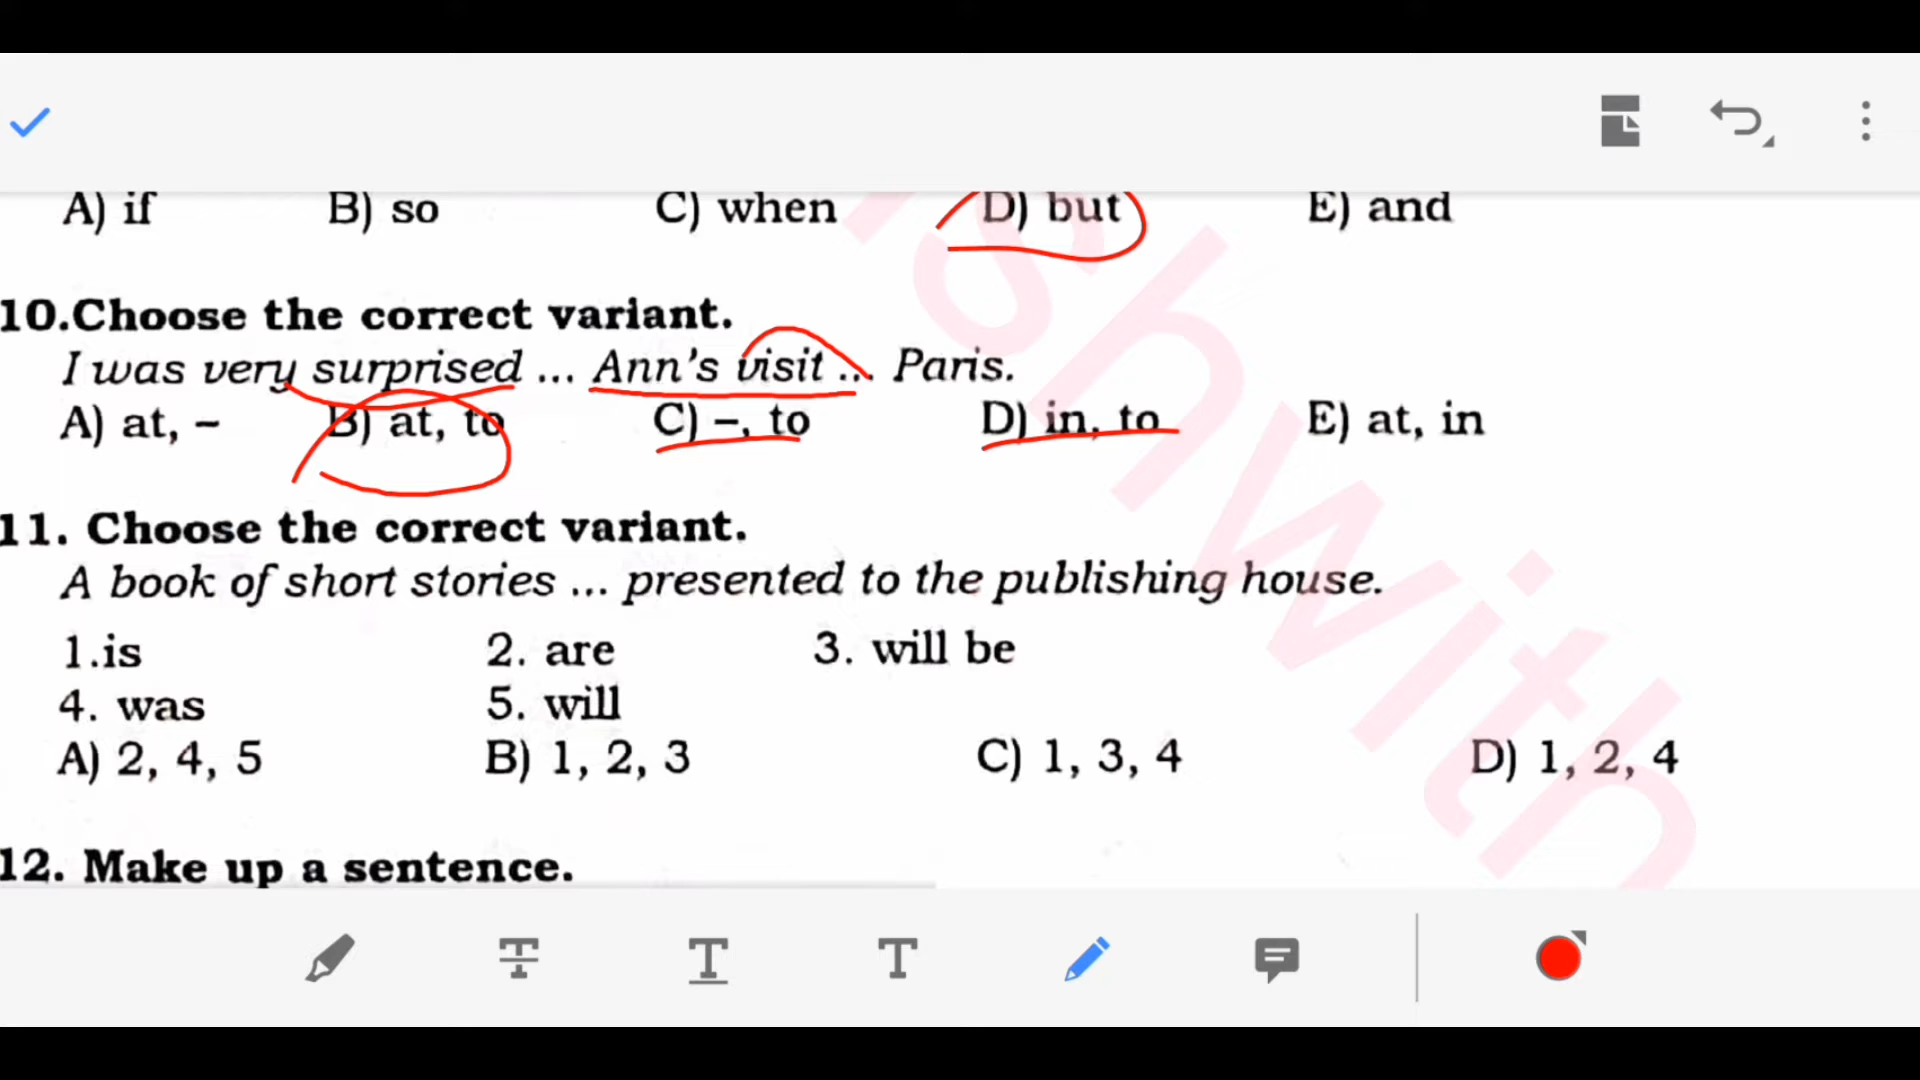 A) if B) so C) when D) but E) and
10.Choose the correct variant.
I was very surprised ... Ann's visit ... Paris.
A) at, – B) at, to C) –, to D) in, to E) at, in
11. Choose the correct variant.
A book of short stories ... presented to the publishing house.
1.is 2. are 3. will be
4. was 5. will
A) 2, 4, 5 B) 1, 2, 3 C) 1, 3, 4 D) 1, 2, 4
12. Make up a sentence.
ishwith